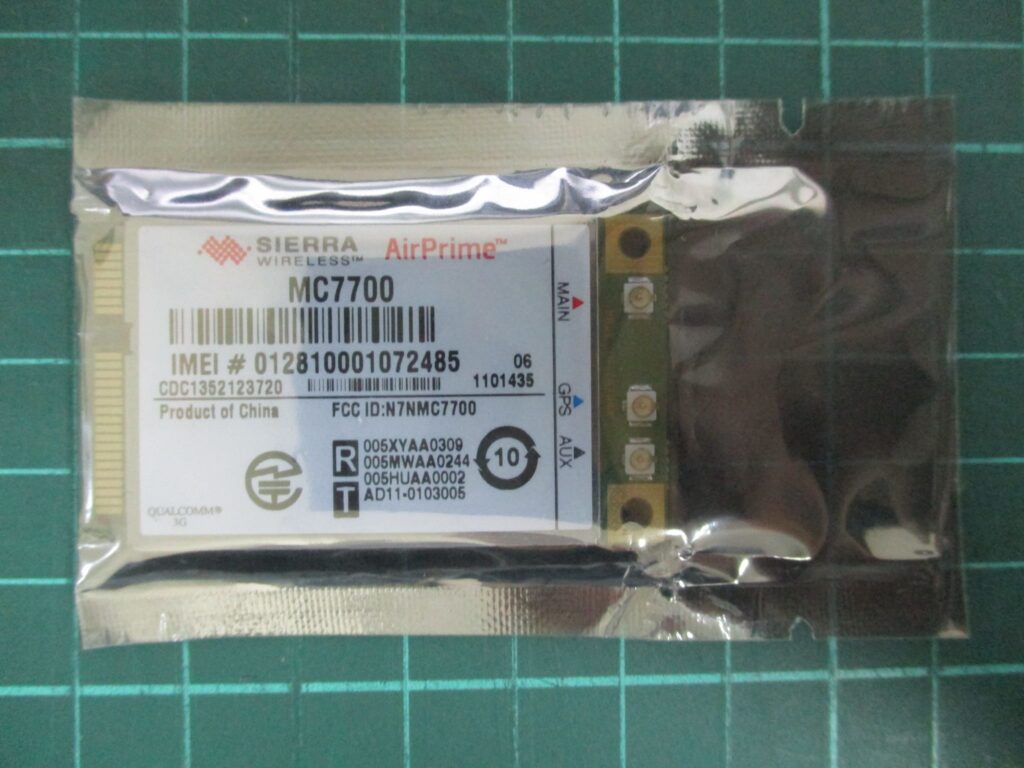 SIERRA
WIRELESS™
AirPrime™
MC7700
IMEI # 012810001072485
06
CDC1352123720
1101435
Product of China
FCC ID:N7NMC7700
R
005XYAA0309
005MWAA0244
T
005HUAA0002
AD11-0103005
10
QUALCOMM®
3G
MAIN
GPS
AUX